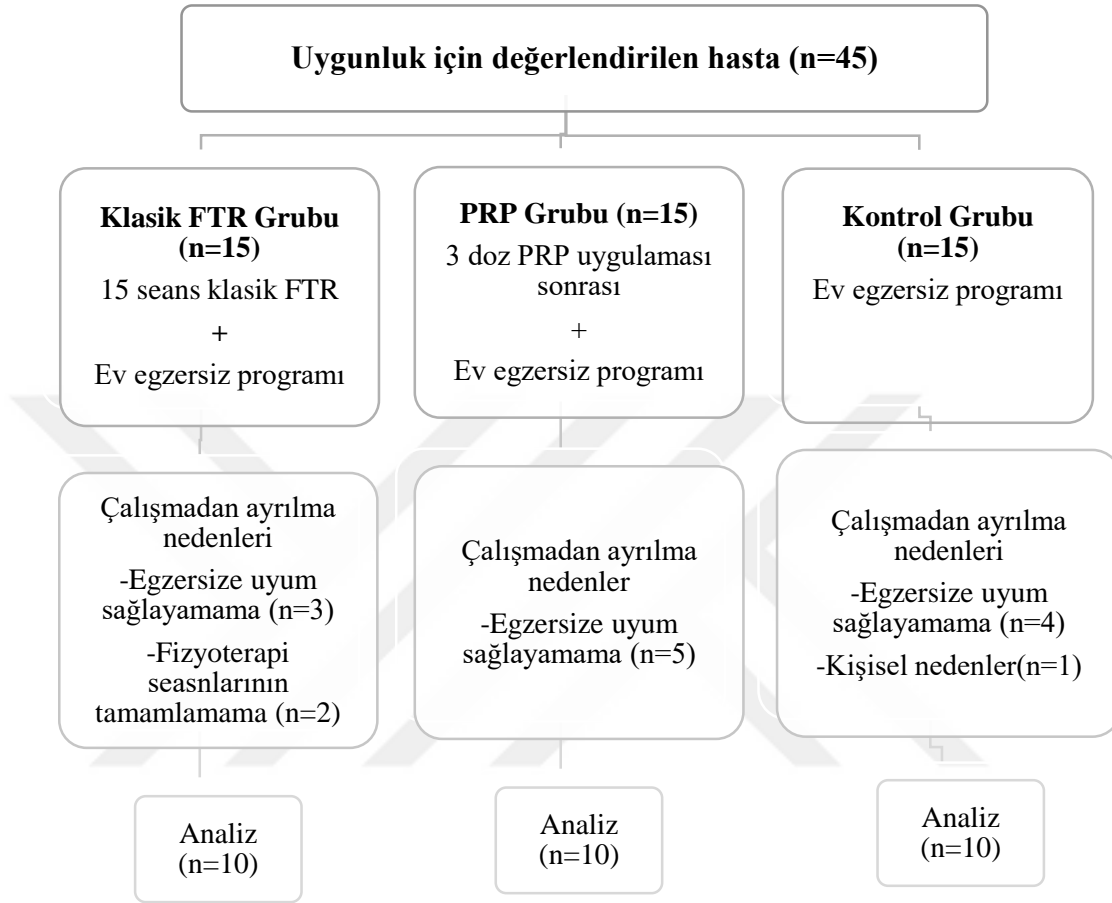 Uygunluk için değerlendirilen hasta (n=45)
Klasik FTR Grubu
(n=15)
15 seans klasik FTR
+
Ev egzersiz programı
PRP Grubu (n=15)
3 doz PRP uygulaması
sonrası
+
Ev egzersiz programı
Kontrol Grubu
(n=15)
Ev egzersiz programı
Çalışmadan ayrılma
nedenleri
-Egzersize uyum
sağlayamama (n=3)
-Fizyoterapi
seasnlarının
tamamlamama (n=2)
Çalışmadan ayrılma
nedenler
-Egzersize uyum
sağlayamama (n=5)
Çalışmadan ayrılma
nedenleri
-Egzersize uyum
sağlayamama (n=4)
-Kişisel nedenler(n=1)
Analiz
(n=10)
Analiz
(n=10)
Analiz
(n=10)